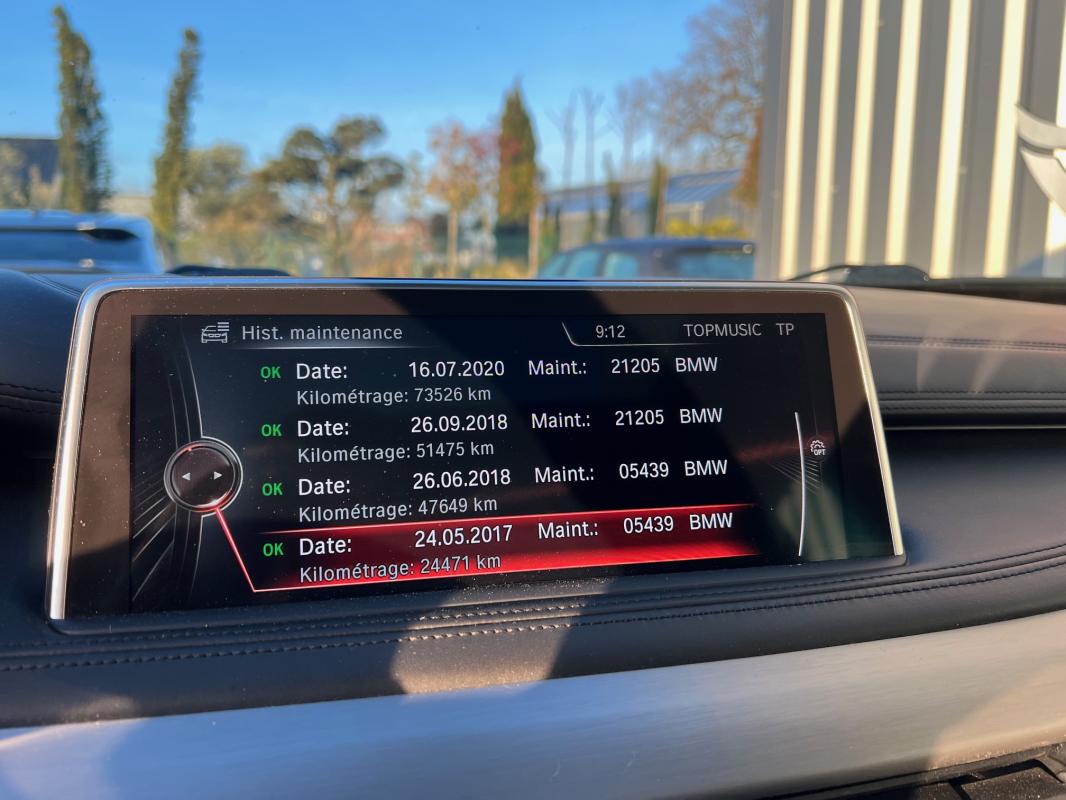 Hist. maintenance 9:12 TOPMUSIC TP
OK Date: 16.07.2020 Maint.: 21205 BMW
Kilométrage: 73526 km
OK Date: 26.09.2018 Maint.: 21205 BMW
Kilométrage: 51475 km
OPT
OK Date: 26.06.2018 Maint.: 05439 BMW
Kilométrage: 47649 km
OK Date: 24.05.2017 Maint.: 05439 BMW
Kilométrage: 24471 km